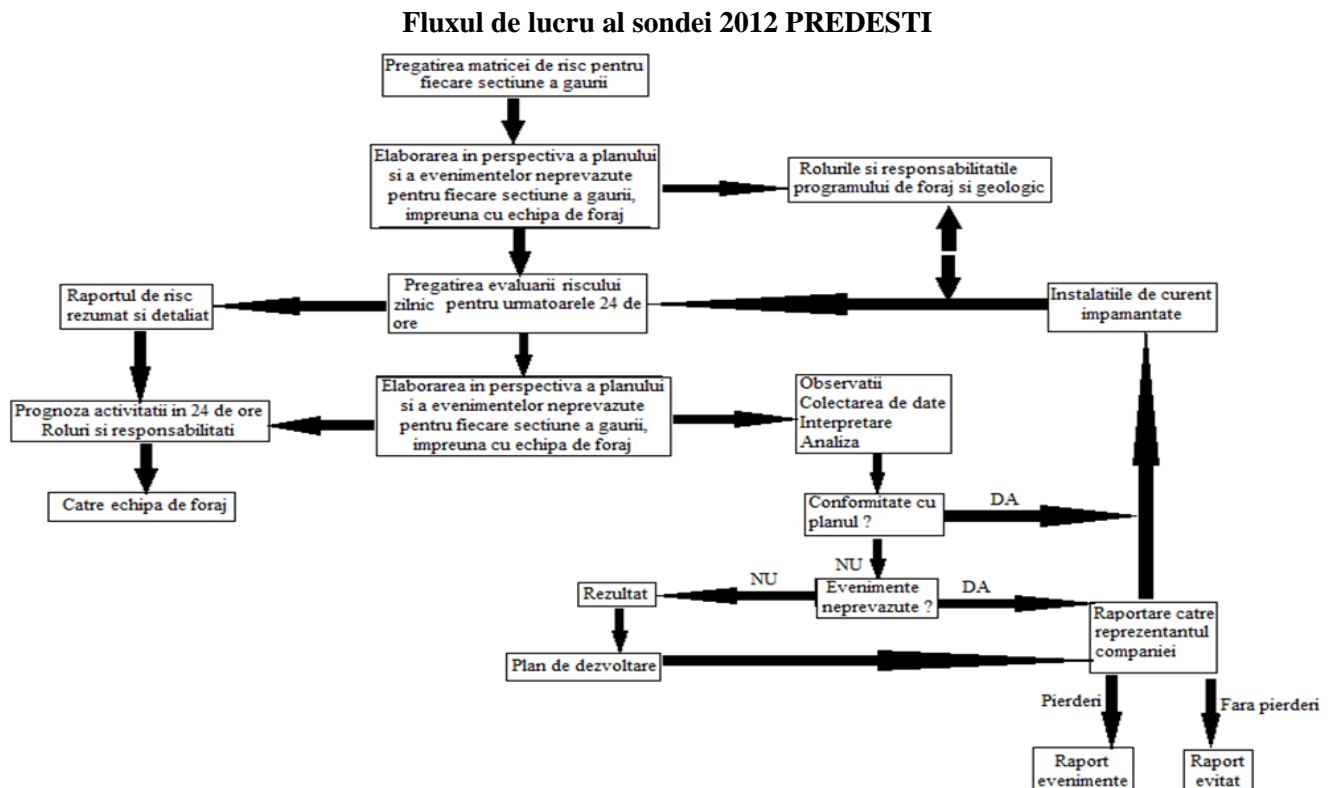 Fluxul de lucru al sondei 2012 PREDESTI
Pregatirea matricei de risc pentru
fiecare sectiune a gaurii
Elaborarea in perspectiva a planului
si a evenimentelor neprevazute
pentru fiecare sectiune a gaurii,
impreuna cu echipa de foraj
Rolurile si responsabilitatile
programului de foraj si geologic
Raportul de risc
rezumat si detaliat
Pregatirea evaluarii riscului
zilnic pentru urmatoarele 24 de
ore
Instalatiile de curent
impamantate
Prognoza activitatii in 24 de ore
Roluri si responsabilitati
Elaborarea in perspectiva a planului
si a evenimentelor neprevazute
pentru fiecare sectiune a gaurii,
impreuna cu echipa de foraj
Observatii
Colectarea de date
Interpretare
Analiza
Catre echipa de foraj
Conformitate cu
planul ?
DA
NU
Rezultat
NU
Evenimente
neprevazute ?
DA
Raportare catre
reprezentantul
companiei
Plan de dezvoltare
Pierderi
Fara pierderi
Raport
evenimente
Raport
evitat